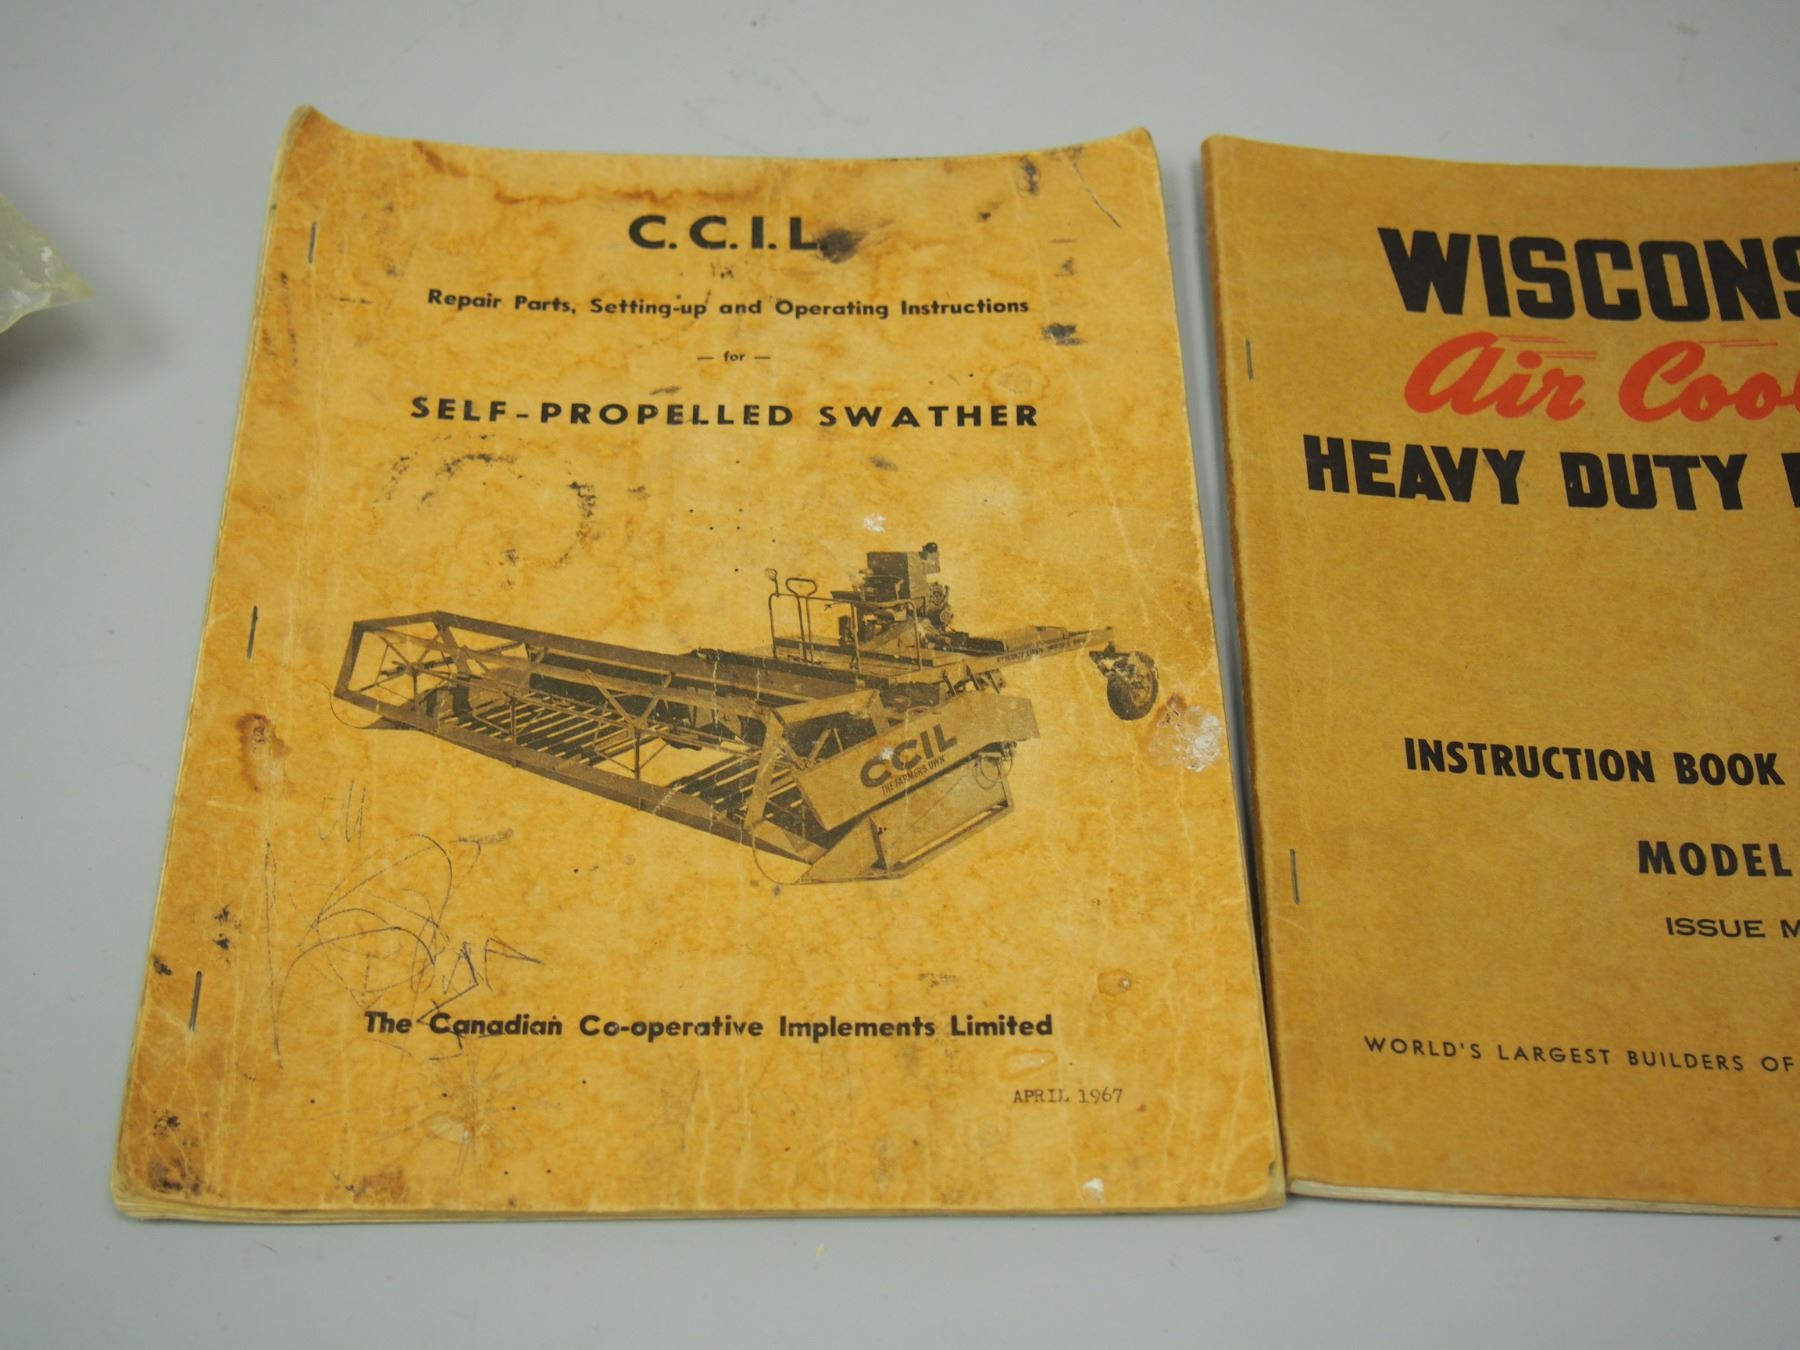 C. C. I. L.
Repair Parts, Setting-up and Operating Instructions
— for —
SELF-PROPELLED SWATHER
CCIL
THE FARMERS OWN
The Canadian Co-operative Implements Limited
APRIL 1967
WISCONS
Air Coo
HEAVY DUTY
INSTRUCTION BOOK
MODEL
ISSUE M
WORLD'S LARGEST BUILDERS OF